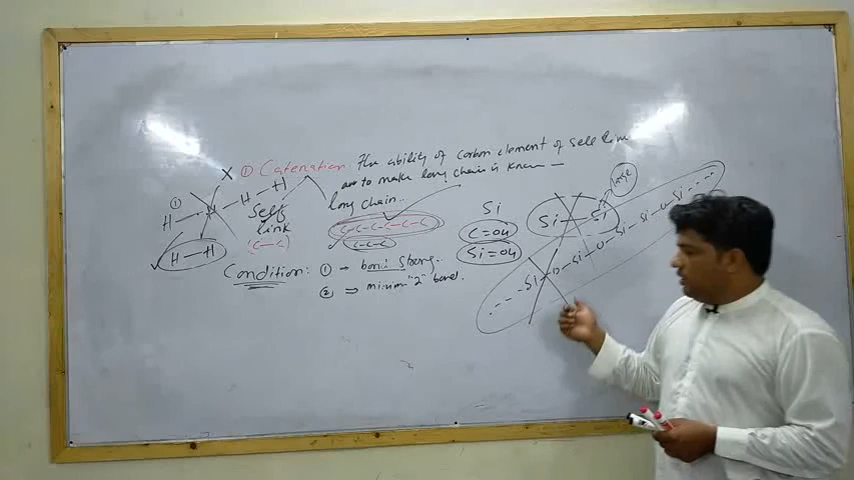 X ① Catenation: The ability of carbon element of self link
to make long chain is known —
① H H H H
Self link
(C-C)
long chain.
C-C-C-C-C-C
C-C-C
H-H
Condition: ① → bond strong.
② ⇒ minimum "2" bond.
Si
C=04
Si=04
Si
large
---Si-O-Si-O-Si-Si-O-Si----